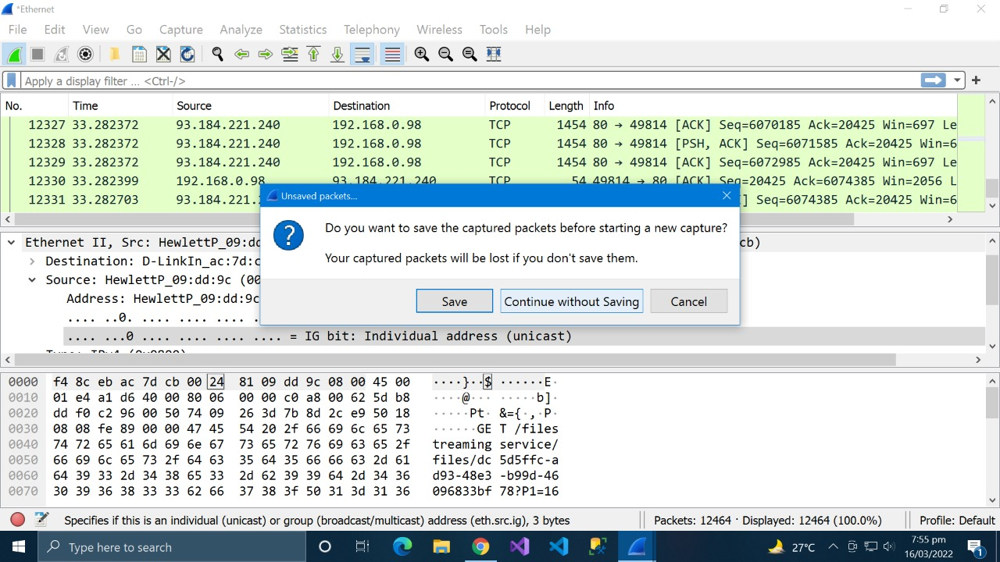 *Ethernet
File Edit View Go Capture Analyze Statistics Telephony Wireless Tools Help
Apply a display filter ... <Ctrl-/>
No. Time Source Destination Protocol Length Info
12327 33.282372 93.184.221.240 192.168.0.98 TCP 1454 80 → 49814 [ACK] Seq=6070185 Ack=20425 Win=697 Le
12328 33.282372 93.184.221.240 192.168.0.98 TCP 1454 80 → 49814 [PSH, ACK] Seq=6071585 Ack=20425 Win=6
12329 33.282372 93.184.221.240 192.168.0.98 TCP 1454 80 → 49814 [ACK] Seq=6072985 Ack=20425 Win=697 Le
12330 33.282399 192.168.0.98 93.184.221.240 TCP 54 49814 → 80 [ACK] Seq=20425 Ack=6074385 Win=2056 L
12331 33.282703 93.184.221. ] Seq=6074385 Ack=20425 Win=6
Unsaved packets...
Do you want to save the captured packets before starting a new capture?
Your captured packets will be lost if you don't save them.
Save Continue without Saving Cancel
Ethernet II, Src: HewlettP_09:dd cb)
Destination: D-LinkIn_ac:7d:c
Source: HewlettP_09:dd:9c (00
Address: HewlettP_09:dd:9c
.... ..0. .... .... ....
.... ...0 .... .... .... .... = IG bit: Individual address (unicast)
Type: IPv4 (0x0800)
0000 f4 8c eb ac 7d cb 00 24 81 09 dd 9c 08 00 45 00 ····}··$ ······E·
0010 01 e4 a1 d6 40 00 80 06 00 00 c0 a8 00 62 5d b8 ····@··· ·····b]·
0020 dd f0 c2 96 00 50 74 09 26 3d 7b 8d 2c e9 50 18 ·····Pt· &={·,·P·
0030 08 08 fe 89 00 00 47 45 54 20 2f 66 69 6c 65 73 ······GE T /files
0040 74 72 65 61 6d 69 6e 67 73 65 72 76 69 63 65 2f treaming service/
0050 66 69 6c 65 73 2f 64 63 35 64 35 66 66 63 2d 61 files/dc 5d5ffc-a
0060 64 39 33 2d 34 38 65 33 2d 62 39 39 64 2d 34 36 d93-48e3 -b99d-46
0070 30 39 36 38 33 33 62 66 37 38 3f 50 31 3d 31 36 096833bf 78?P1=16
Specifies if this is an individual (unicast) or group (broadcast/multicast) address (eth.src.ig), 3 bytes Packets: 12464 · Displayed: 12464 (100.0%) Profile: Default
Type here to search 27°C 7:55 pm
16/03/2022 1